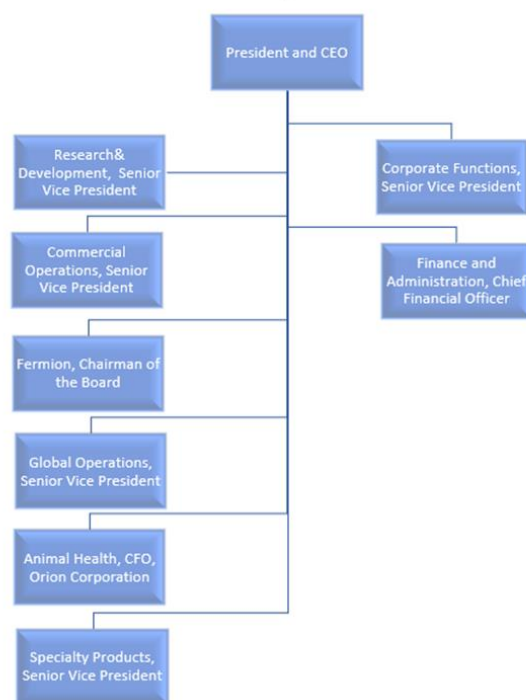 President and CEO
Research&
Development, Senior
Vice President
Corporate Functions,
Senior Vice President
Commercial
Operations, Senior
Vice President
Finance and
Administration, Chief
Financial Officer
Fermion, Chairman of
the Board
Global Operations,
Senior Vice President
Animal Health, CFO,
Orion Corporation
Specialty Products,
Senior Vice President